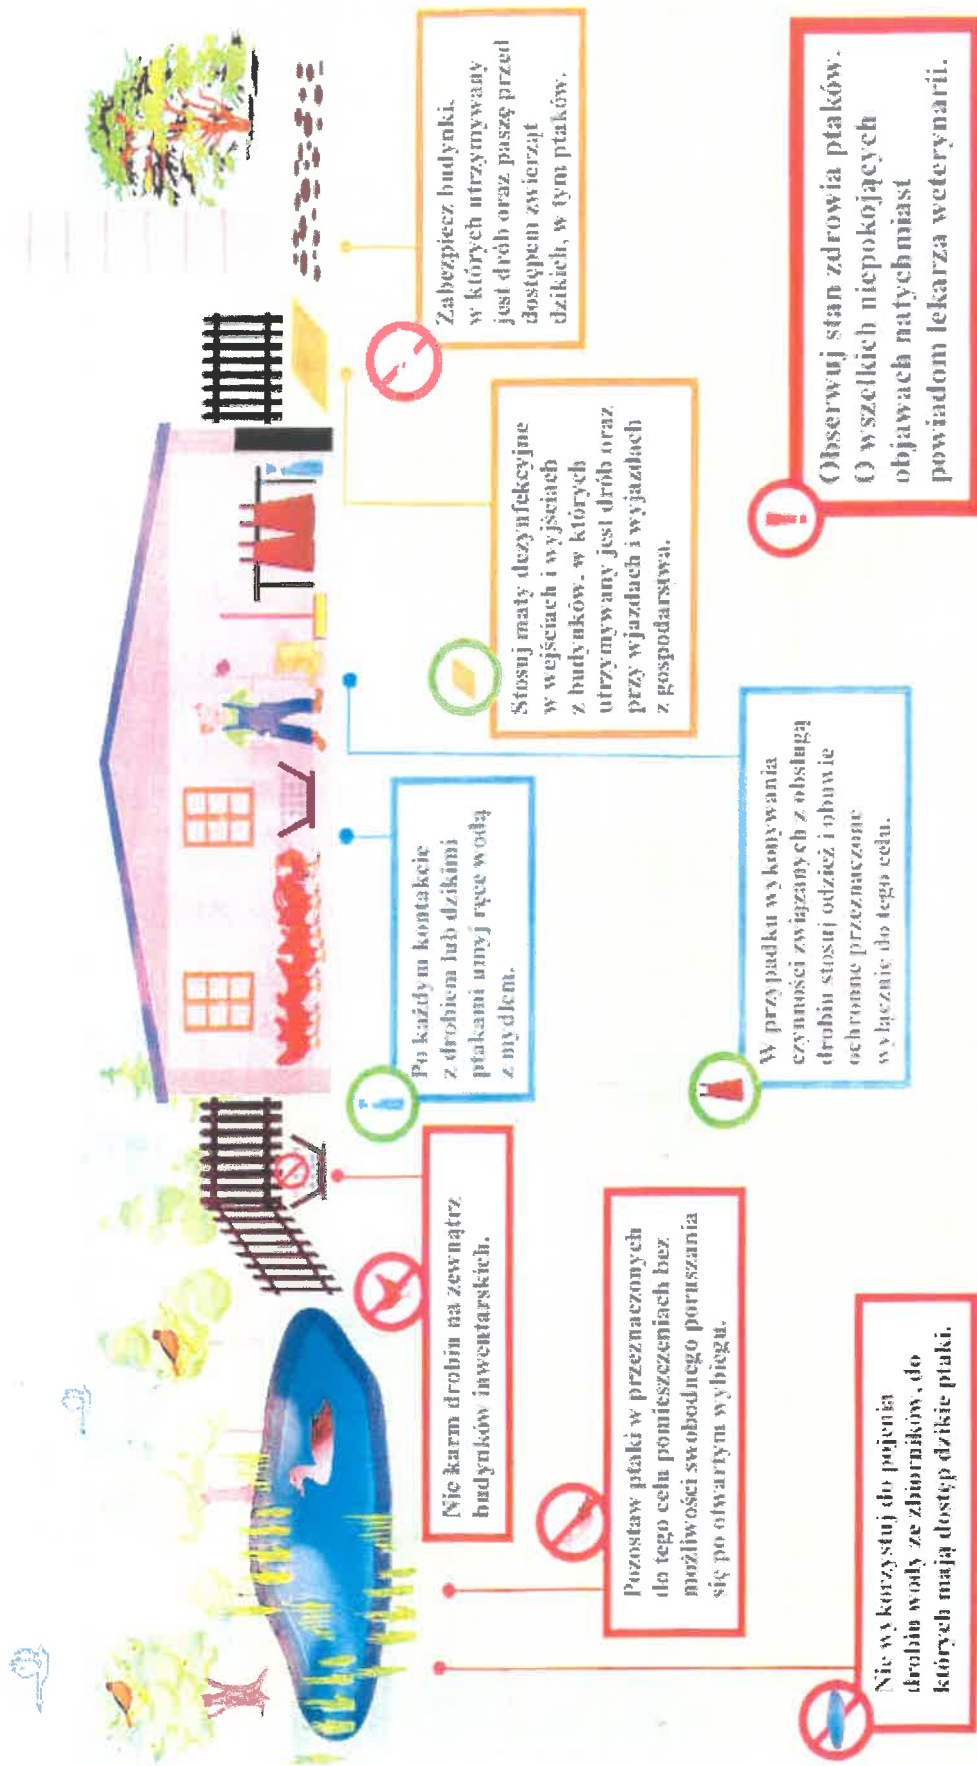 Nie karm drobiu na zewnątrz
budynków inwentarskich.
Po każdym kontakcie
z drobiem lub dzikimi
ptakami umyj ręce wodą
z mydłem.
Zabezpiecz budynki,
w których utrzymywany
jest drób oraz paszę przed
dostępem zwierząt
dzikich, w tym ptaków.
Stosuj maty dezynfekcyjne
w wejściach i wyjściach
z budynków, w których
utrzymywany jest drób oraz
przy wjazdach i wyjazdach
z gospodarstwa.
Pozostaw ptaki w przeznaczonych
do tego celu pomieszczeniach bez
możliwości swobodnego poruszania
się po otwartym wybiegu.
W przypadku wykonywania
czynności związanych z obsługą
drobiu stosuj odzież i obuwie
ochronne przeznaczone
wyłącznie do tego celu.
Nie wykorzystuj do pojenia
drobiu wody ze zbiorników, do
których mają dostęp dzikie ptaki.
Obserwuj stan zdrowia ptaków.
O wszelkich niepokojących
objawach natychmiast
powiadom lekarza weterynarii.